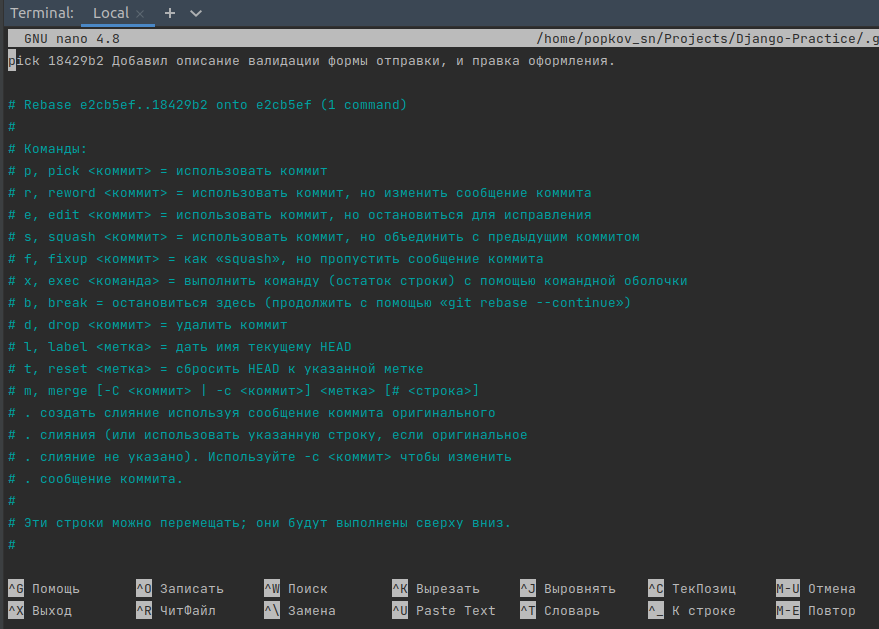 Terminal: Local × + ⌄
GNU nano 4.8 /home/popkov_sn/Projects/Django-Practice/.g
pick 18429b2 Добавил описание валидации формы отправки, и правка оформления.
# Rebase e2cb5ef..18429b2 onto e2cb5ef (1 command)
#
# Команды:
# p, pick <коммит> = использовать коммит
# r, reword <коммит> = использовать коммит, но изменить сообщение коммита
# e, edit <коммит> = использовать коммит, но остановиться для исправления
# s, squash <коммит> = использовать коммит, но объединить с предыдущим коммитом
# f, fixup <коммит> = как «squash», но пропустить сообщение коммита
# x, exec <команда> = выполнить команду (остаток строки) с помощью командной оболочки
# b, break = остановиться здесь (продолжить с помощью «git rebase --continue»)
# d, drop <коммит> = удалить коммит
# l, label <метка> = дать имя текущему HEAD
# t, reset <метка> = сбросить HEAD к указанной метке
# m, merge [-C <коммит> | -c <коммит>] <метка> [# <строка>]
# . создать слияние используя сообщение коммита оригинального
# . слияния (или использовать указанную строку, если оригинальное
# . слияние не указано). Используйте -c <коммит> чтобы изменить
# . сообщение коммита.
#
# Эти строки можно перемещать; они будут выполнены сверху вниз.
#
^G Помощь ^O Записать ^W Поиск ^K Вырезать ^J Выровнять ^C ТекПозиц M-U Отмена
^X Выход ^R ЧитФайл ^\ Замена ^U Paste Text ^T Словарь ^_ К строке M-E Повтор